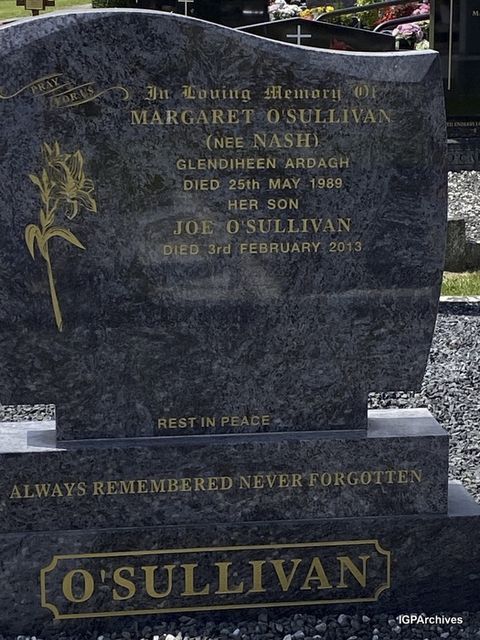 PRAY
FOR US
In Loving Memory Of
MARGARET O'SULLIVAN
(NEE NASH)
GLENDIHEEN ARDAGH
DIED 25th MAY 1989
HER SON
JOE O'SULLIVAN
DIED 3rd FEBRUARY 2013
REST IN PEACE
ALWAYS REMEMBERED NEVER FORGOTTEN
O'SULLIVAN
IGPArchives